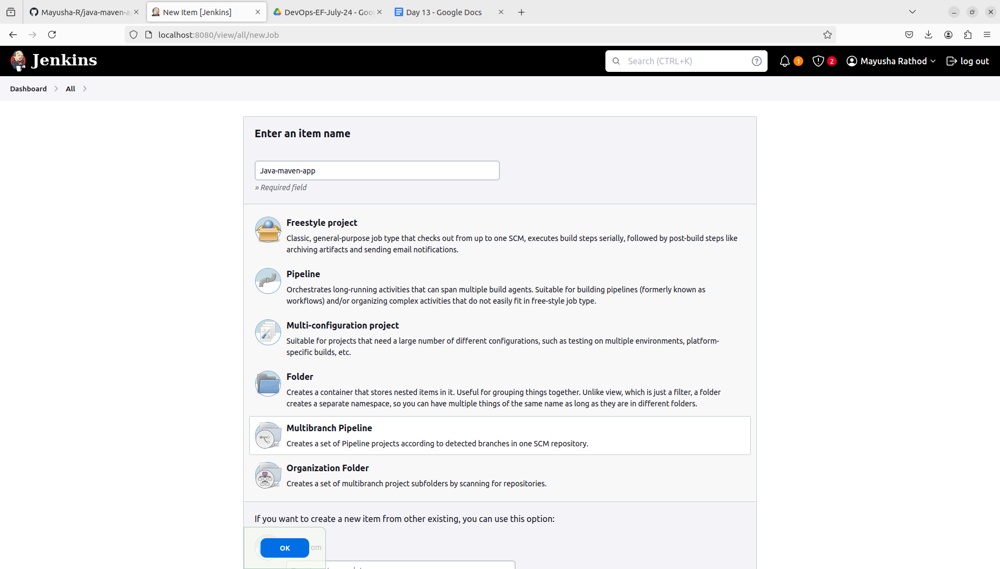 Mayusha-R/java-maven-a
New Item [Jenkins]
DevOps-EF-July-24 - Goo
Day 13 - Google Docs
localhost:8080/view/all/newJob
Jenkins
Search (CTRL+K)
1
2
Mayusha Rathod
log out
Dashboard
All
Enter an item name
Java-maven-app
» Required field
Freestyle project
Classic, general-purpose job type that checks out from up to one SCM, executes build steps serially, followed by post-build steps like
archiving artifacts and sending email notifications.
Pipeline
Orchestrates long-running activities that can span multiple build agents. Suitable for building pipelines (formerly known as
workflows) and/or organizing complex activities that do not easily fit in free-style job type.
Multi-configuration project
Suitable for projects that need a large number of different configurations, such as testing on multiple environments, platform-
specific builds, etc.
Folder
Creates a container that stores nested items in it. Useful for grouping things together. Unlike view, which is just a filter, a folder
creates a separate namespace, so you can have multiple things of the same name as long as they are in different folders.
Multibranch Pipeline
Creates a set of Pipeline projects according to detected branches in one SCM repository.
Organization Folder
Creates a set of multibranch project subfolders by scanning for repositories.
If you want to create a new item from other existing, you can use this option:
OK
om